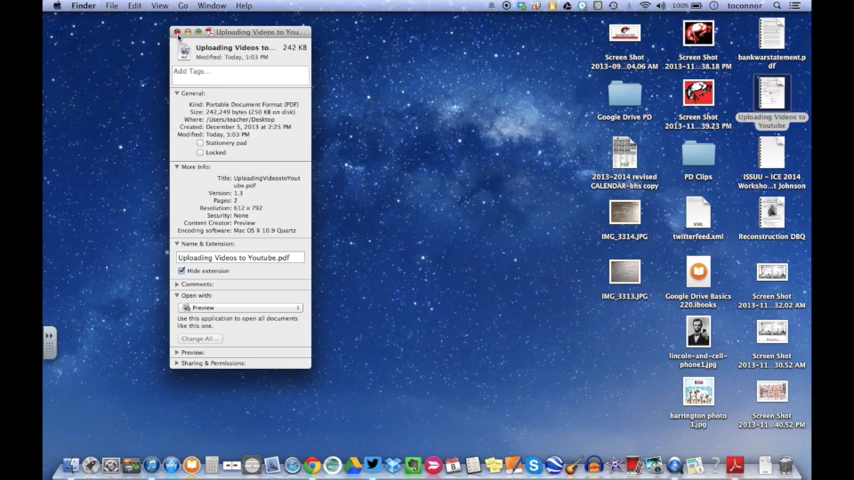 Finder File Edit View Go Window Help
100% toconnor
Uploading Videos to You...
Uploading Videos to... 242 KB
Modified: Today, 5:03 PM
Add Tags...
General:
Kind: Portable Document Format (PDF)
Size: 242,249 bytes (250 KB on disk)
Where: /Users/teacher/Desktop
Created: December 5, 2013 at 2:25 PM
Modified: Today, 5:03 PM
Stationery pad
Locked
More Info:
Title: UploadingVideostoYout
ube.pdf
Version: 1.3
Pages: 2
Resolution: 612 x 792
Security: None
Content Creator: Preview
Encoding software: Mac OS X 10.9 Quartz
Name & Extension:
Uploading Videos to Youtube.pdf
Hide extension
Comments:
Open with:
Preview
Use this application to open all documents
like this one.
Change All...
Preview:
Sharing & Permissions:
Screen Shot
2013-09...04.06 AM
Screen Shot
2013-11...38.18 PM
bankwarstatement.p
df
Google Drive PD
Screen Shot
2013-11...39.23 PM
Uploading Videos to
Youtube
2013-2014 revised
CALENDAR-bhs copy
PD Clips
ISSUU - ICE 2014
Worksho...t Johnson
IMG_3314.JPG
twitterfeed.xml
Reconstruction DBQ
IMG_3313.JPG
Google Drive Basics
220.ibooks
Screen Shot
2013-11...32.02 AM
lincoln-and-cell-
phone1.jpg
Screen Shot
2013-11...30.52 AM
barrington photo
1.jpg
Screen Shot
2013-11...40.52 PM